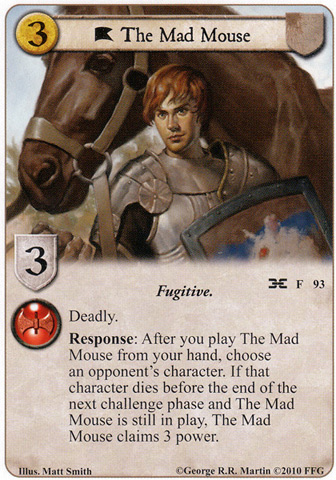 3
The Mad Mouse
3
F 93
Fugitive.
Deadly.
Response: After you play The Mad
Mouse from your hand, choose
an opponent's character. If that
character dies before the end of the
next challenge phase and The Mad
Mouse is still in play, The Mad
Mouse claims 3 power.
Illus. Matt Smith ©George R.R. Martin ©2010 FFG